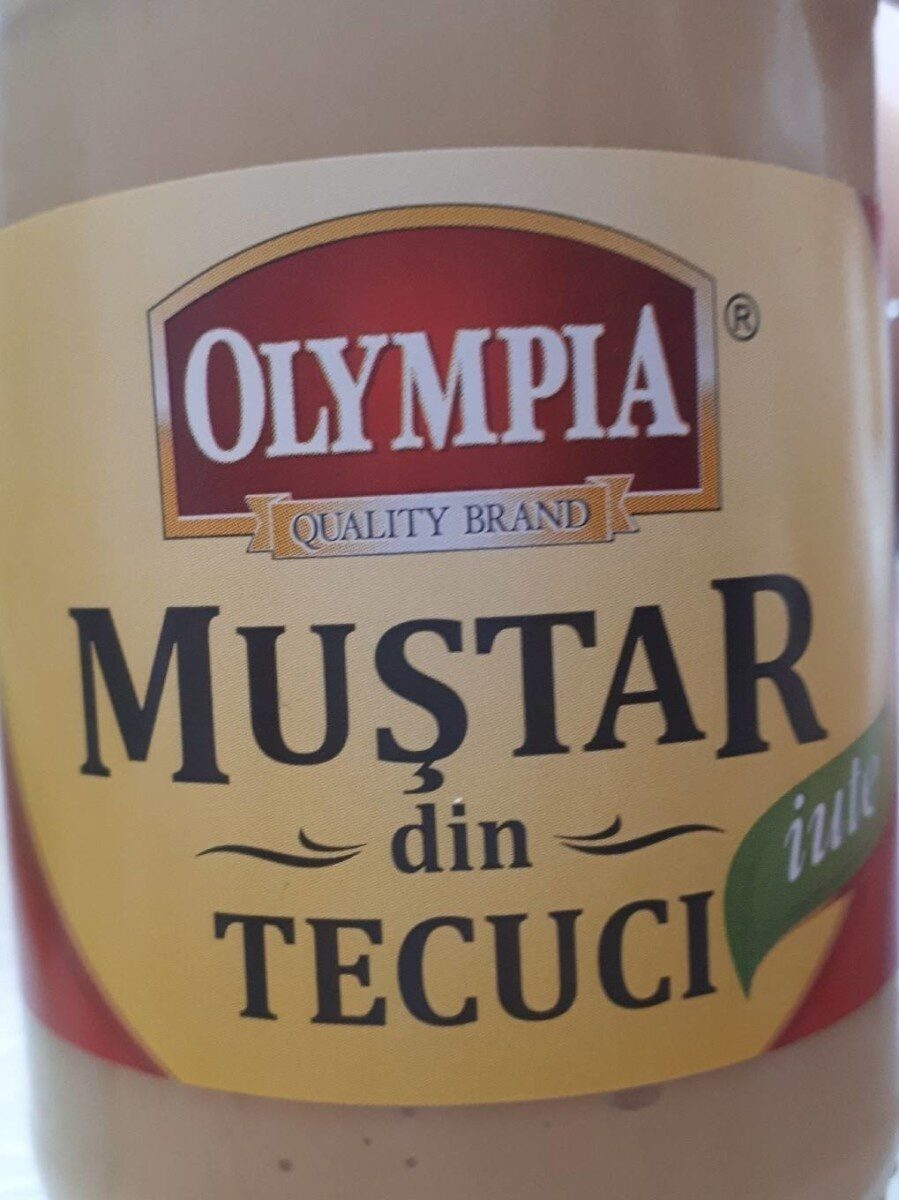 OLYMPIA ®
QUALITY BRAND
MUŞTAR
din
TECUCI
iute